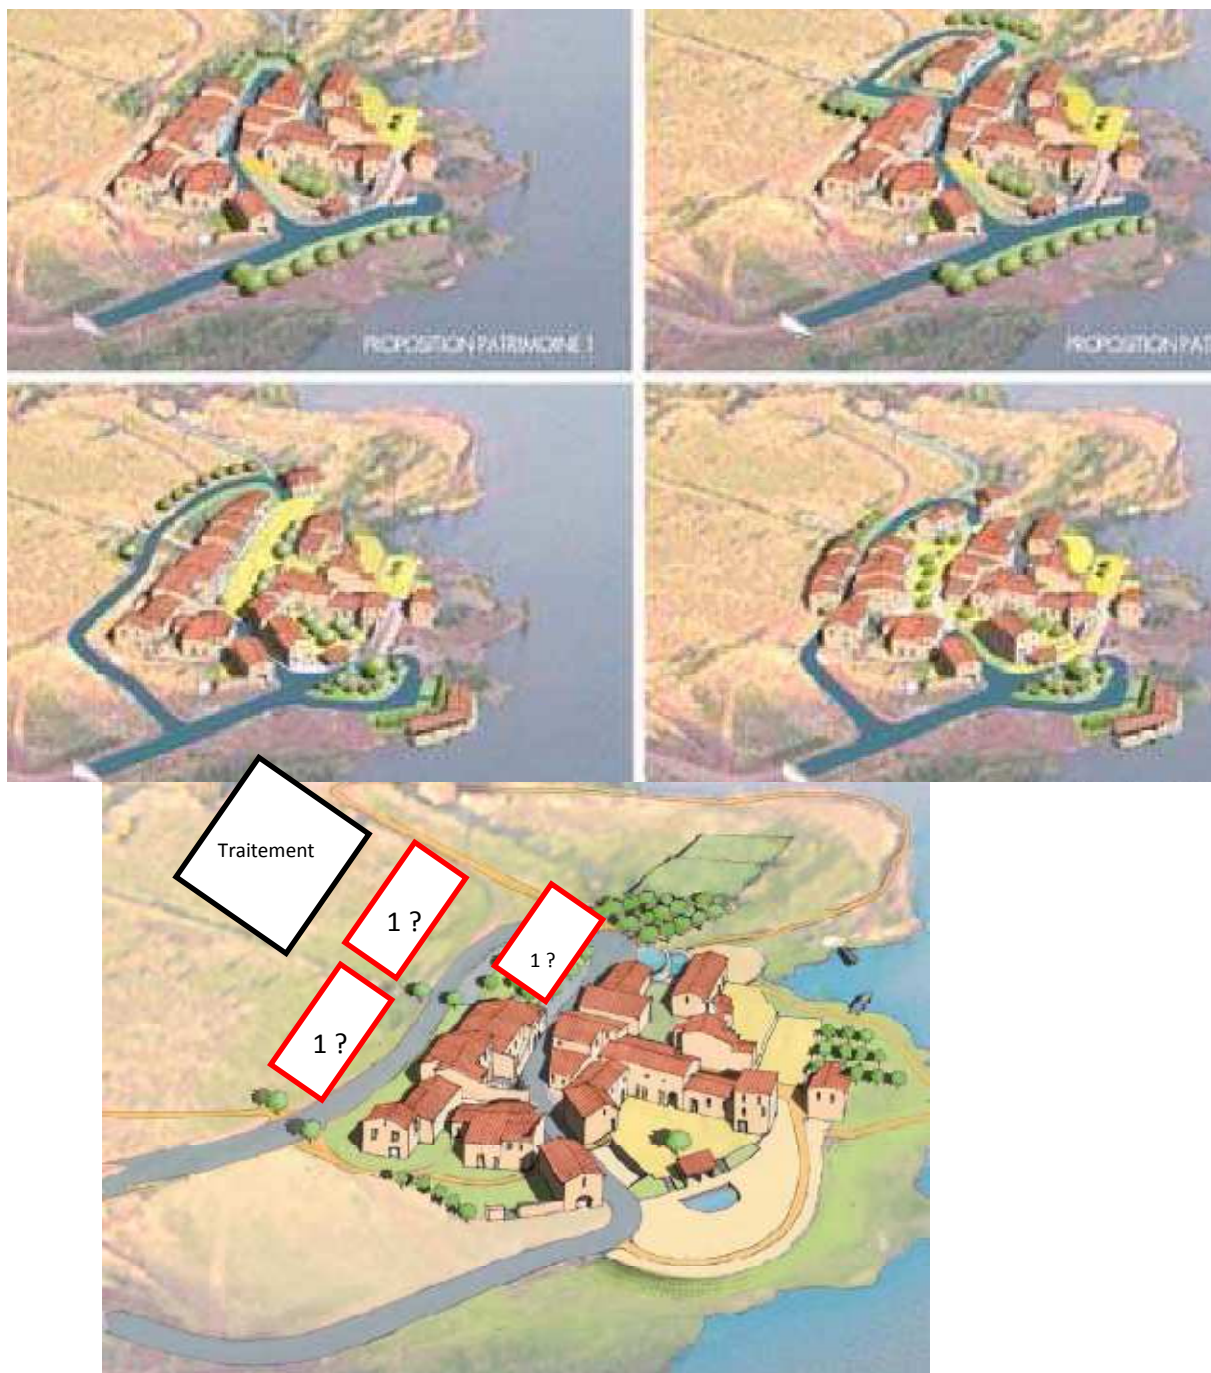 PROPOSITION PATRIMOINE 1
PROPOSITION PAT
Traitement
1 ?
1 ?
1 ?